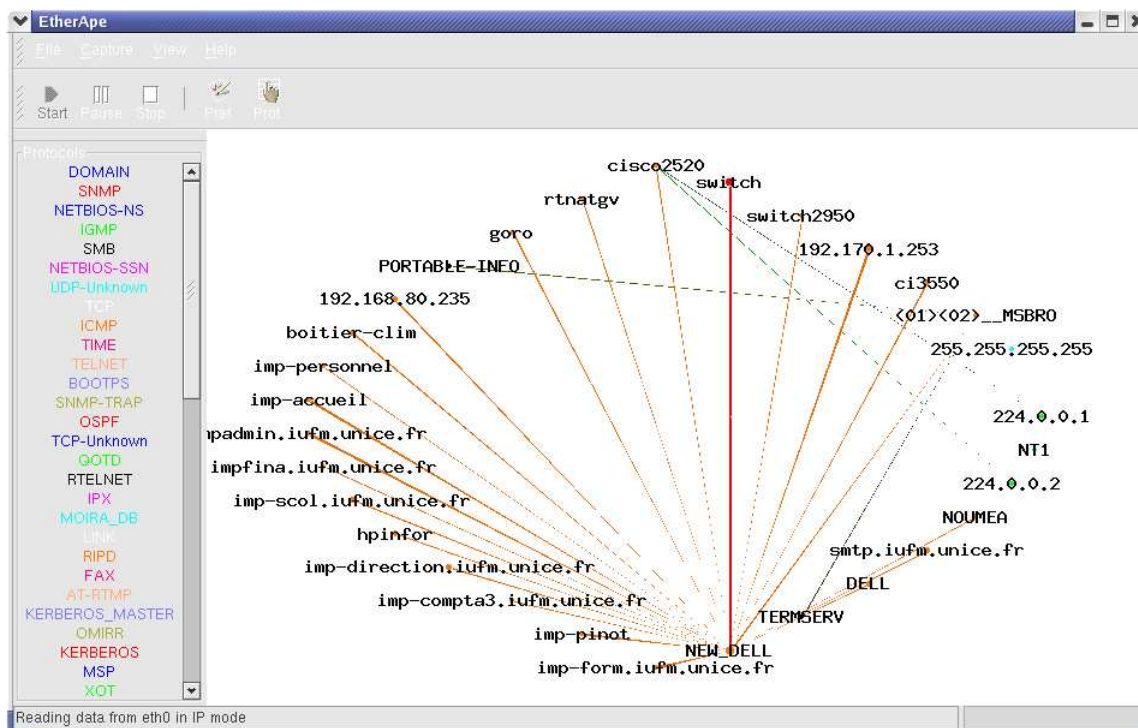 EtherApe
File Capture View Help
Start Pause Stop Pref Prot
Protocols
DOMAIN
SNMP
NETBIOS-NS
IGMP
SMB
NETBIOS-SSN
UDP-Unknown
TCP
ICMP
TIME
TELNET
BOOTPS
SNMP-TRAP
OSPF
TCP-Unknown
QOTD
RTELNET
IPX
MOIRA_DB
LINK
RIPD
FAX
AT-RTMP
KERBEROS_MASTER
OMIRR
KERBEROS
MSP
XOT
cisco2520
switch
rtnatgv
switch2950
goro
192.170.1.253
PORTABLE-INFO
ci3550
192.168.80.235
<01><02>__MSBRO
boitier-clim
255.255.255.255
imp-personnel
imp-accueil
224.0.0.1
mpadmin.iufm.unice.fr
NT1
impfina.iufm.unice.fr
224.0.0.2
imp-scol.iufm.unice.fr
NOUMEA
hpinfor
smtp.iufm.unice.fr
imp-direction.iufm.unice.fr
DELL
imp-compta3.iufm.unice.fr
TERMSERV
imp-pinot
NEW_DELL
imp-form.iufm.unice.fr
Reading data from eth0 in IP mode